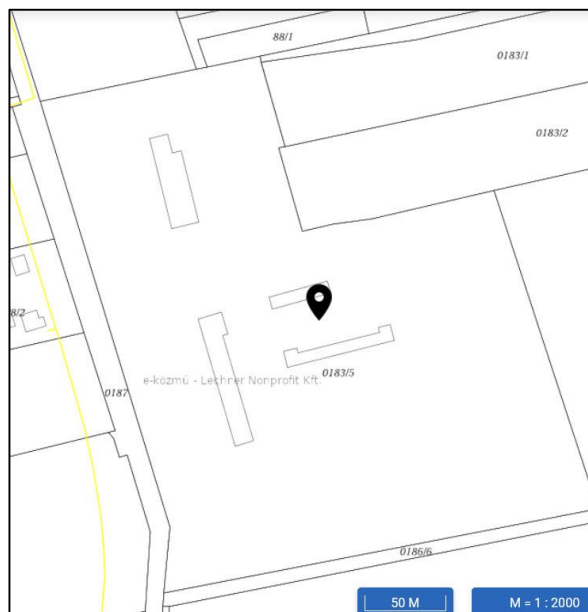 88/1
0183/1
0183/2
8/2
e-közmű - Lechner Nonprofit Kft.
0183/5
0187
0186/6
50 M
M = 1 : 2000